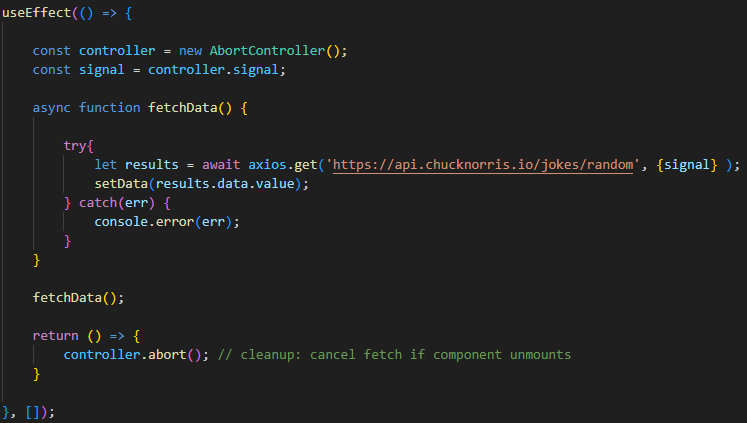 useEffect(() => {
const controller = new AbortController();
const signal = controller.signal;
async function fetchData() {
try{
let results = await axios.get('https://api.chucknorris.io/jokes/random', {signal} );
setData(results.data.value);
} catch(err) {
console.error(err);
}
}
fetchData();
return () => {
controller.abort(); // cleanup: cancel fetch if component unmounts
}
}, []);